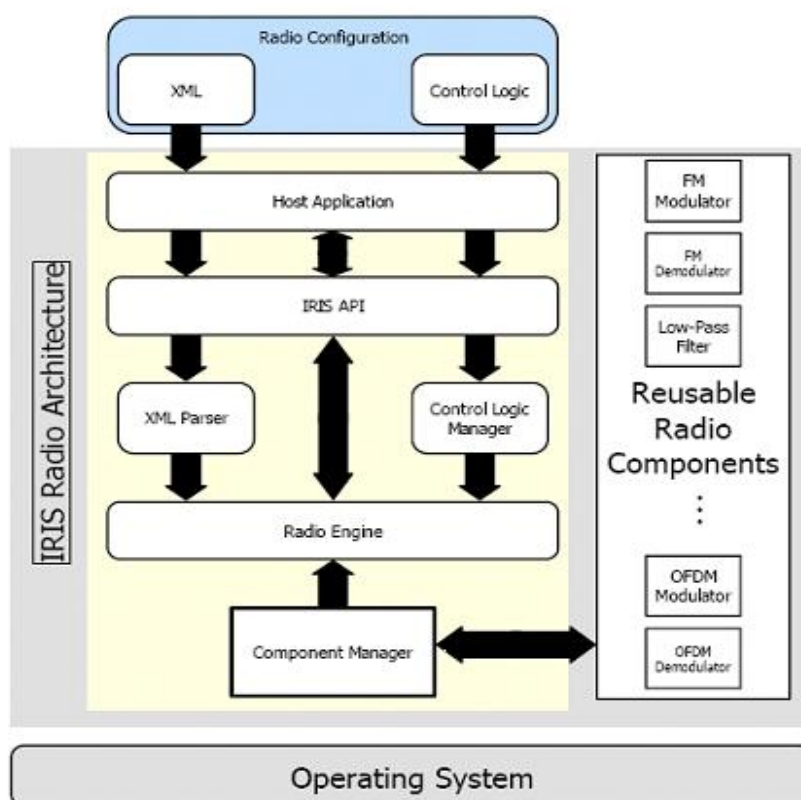 Radio Configuration
XML
Control Logic
Host Application
IRIS API
XML Parser
Control Logic
Manager
Radio Engine
Component Manager
IRIS Radio Architecture
FM
Modulator
FM
Demodulator
Low-Pass
Filter
Reusable
Radio
Components
⋮
OFDM
Modulator
OFDM
Demodulator
Operating System